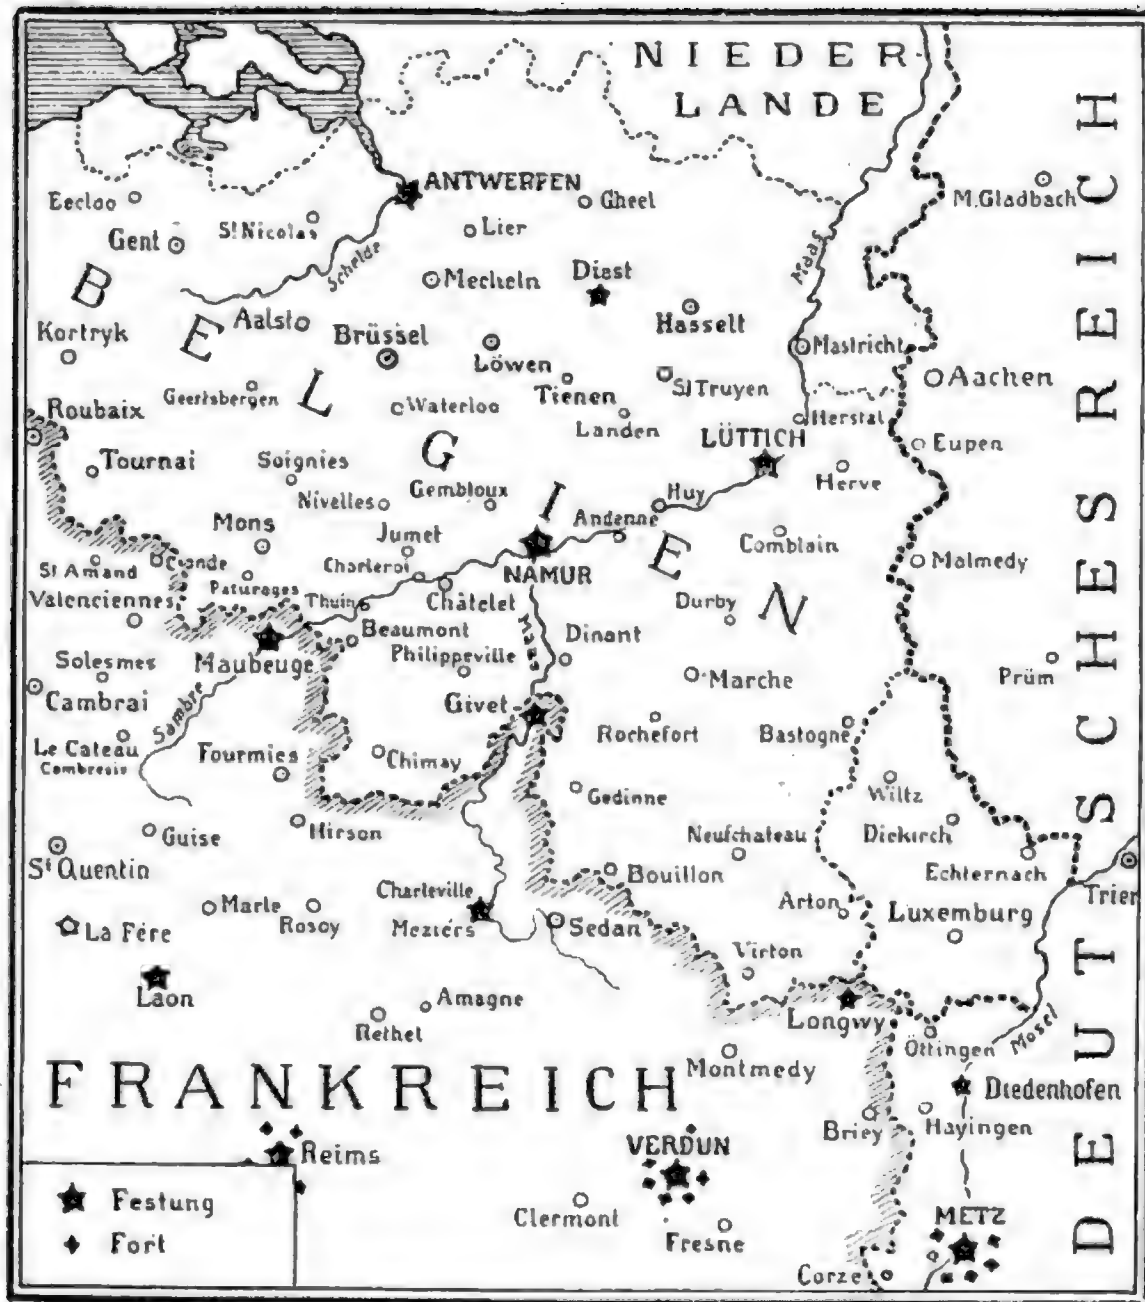 NIEDER
LANDE
DEUTSCHES REICH
ANTWERPEN
Eecloo
Gent
St Nicolas
Lier
Gheel
M.Gladbach
Schelde
Mecheln
Diest
Maas
BELGIEN
Kortryk
Aalst
Brüssel
Löwen
Hasselt
Mastricht
Geertsbergen
Waterloo
Tienen
St Truyen
Aachen
Roubaix
Landen
Herstal
LÜTTICH
Eupen
Tournai
Soignies
Nivelles
Gembloux
Huy
Herve
Mons
Jumet
Andenne
Comblain
St Amand
Conde
Charleroi
NAMUR
Malmedy
Valenciennes
Paturages
Thuin
Châtelet
Durby
Beaumont
Dinant
Solesmes
Maubeuge
Philippeville
Marche
Prüm
Cambrai
Sambre
Givet
Rochefort
Bastogne
Le Cateau
Cambresis
Fourmies
Chimay
Gedinne
Wiltz
Guise
Hirson
Neufchateau
Diekirch
St Quentin
Bouillon
Echternach
Charleville
Arlon
Luxemburg
Trier
La Fére
Marle
Rosoy
Meziérs
Sedan
Virton
Laon
Amagne
Rethel
Longwy
Öttingen
Mosel
FRANKREICH
Montmedy
Diedenhofen
Briey
Hayingen
Reims
VERDUN
Clermont
Fresne
METZ
Corze
Festung
Fort